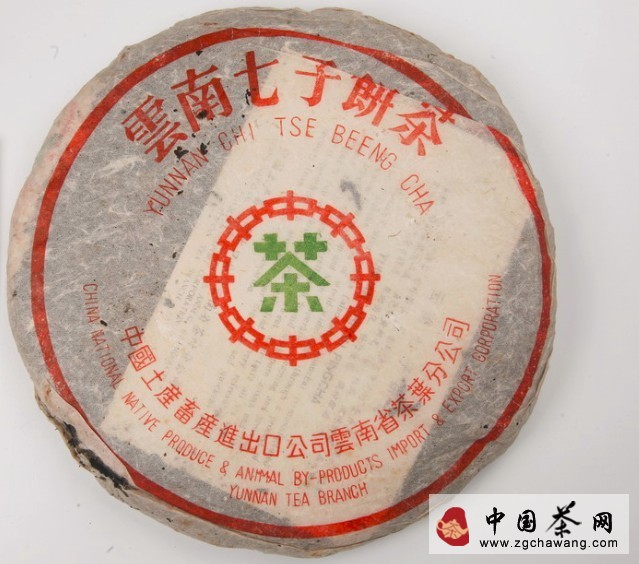 雲南七子餅茶
YUNNAN CHI TSE BEENG CHA
茶
中國土産畜産進出口公司雲南省茶葉分公司
CHINA NATIONAL NATIVE PRODUCE & ANIMAL BY-PRODUCTS IMPORT & EXPORT CORPORATION
YUNNAN TEA BRANCH
中国茶网
www.zgchawang.com